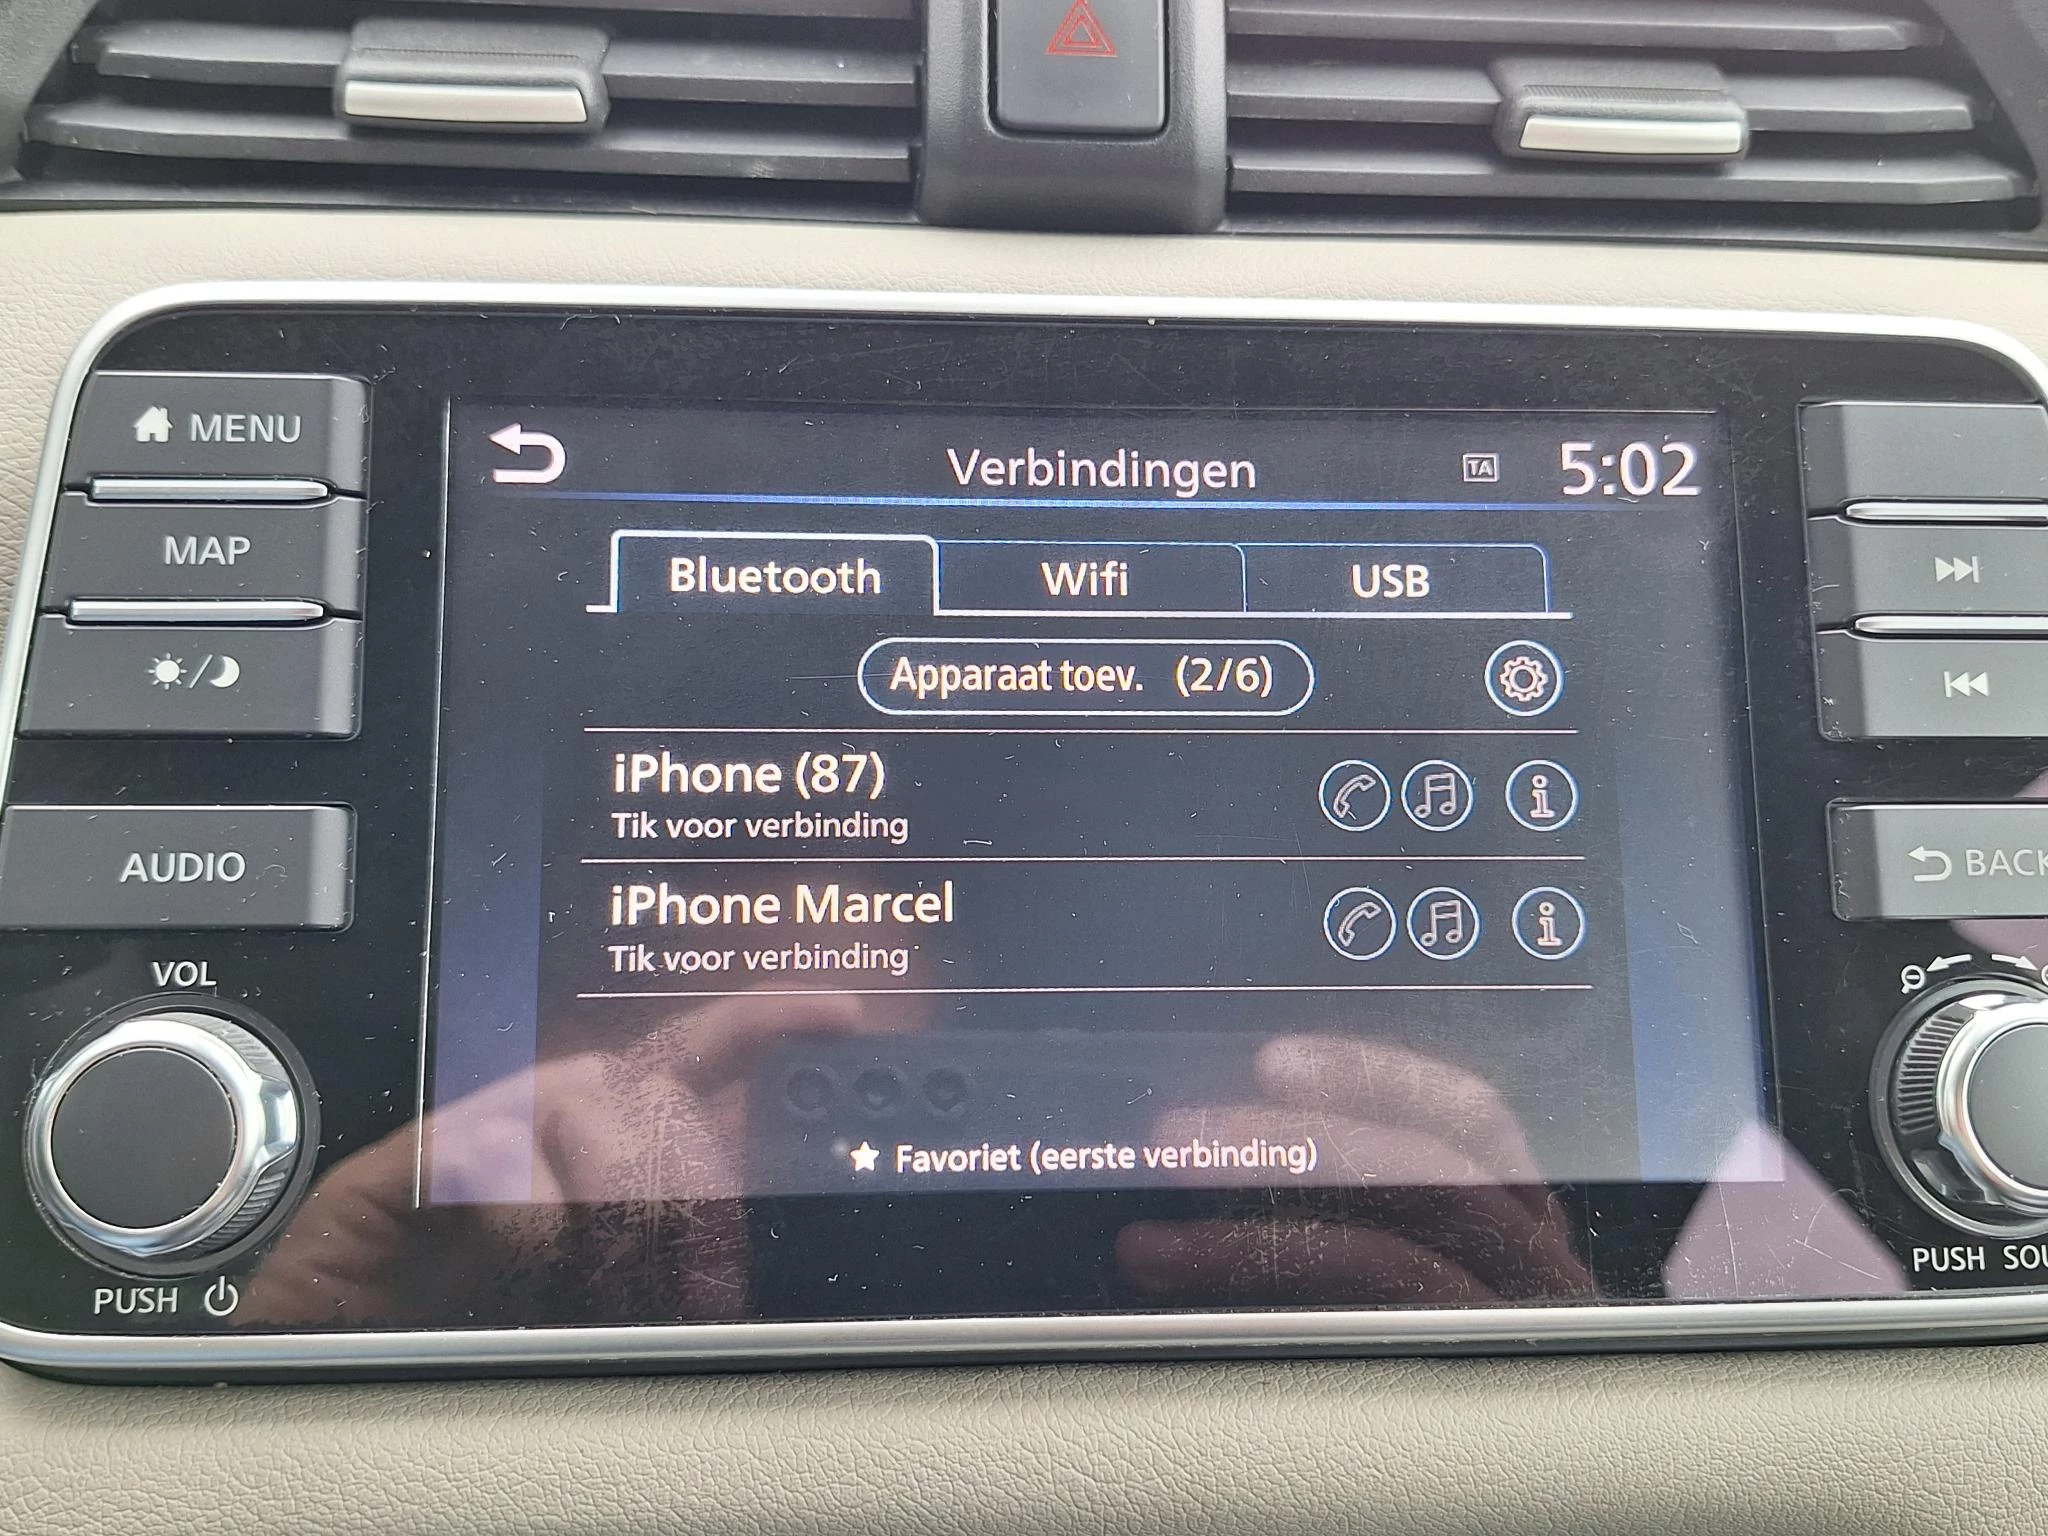 MENU
MAP
AUDIO
VOL
PUSH
Verbindingen
TA
5:02
Bluetooth
Wifi
USB
Apparaat toev. (2/6)
iPhone (87)
Tik voor verbinding
iPhone Marcel
Tik voor verbinding
Favoriet (eerste verbinding)
BACK
PUSH SOU